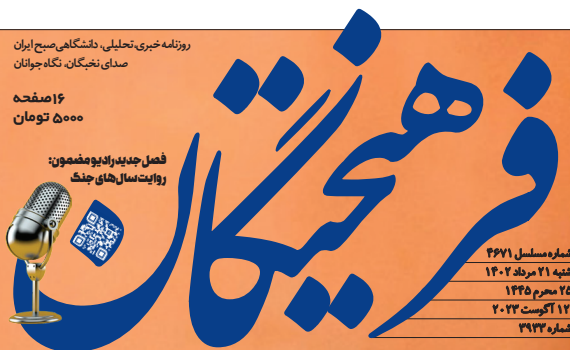 روزنامه خبری، تحلیلی، دانشگاهی صبح ایران
صدای نخبگان، نگاه جوانان
۱۶ صفحه
۵۰۰۰ تومان
فرهیختگان
فصل جدید رادیو مضمون:
روایت سال‌های جنگ
شماره مسلسل ۴۶۷۱
شنبه ۲۱ مرداد ۱۴۰۲
۲۵ محرم ۱۴۴۵
۱۲ آگوست ۲۰۲۳
شماره ۳۹۳۳